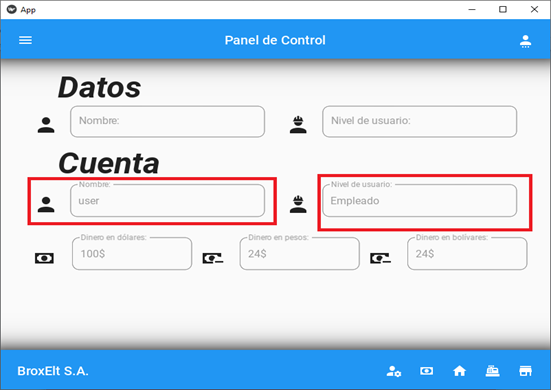 App
Panel de Control
Datos
Nombre:
Nivel de usuario:
Cuenta
Nombre:
user
Nivel de usuario:
Empleado
Dinero en dólares:
100$
Dinero en pesos:
24$
Dinero en bolívares:
24$
BroxElt S.A.